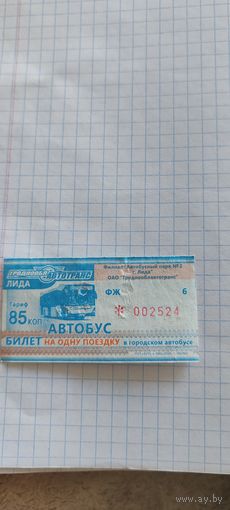 ГРОДНООБЛАВТОТРАНС
Филиал "Автобусный парк №2
г. Лида"
ОАО "Гроднооблавтотранс"
ЛИДА
ФЖ 6
Тариф
85 КОП
* 002524
АВТОБУС
БИЛЕТ НА ОДНУ ПОЕЗДКУ в городском автобусе
ay.by